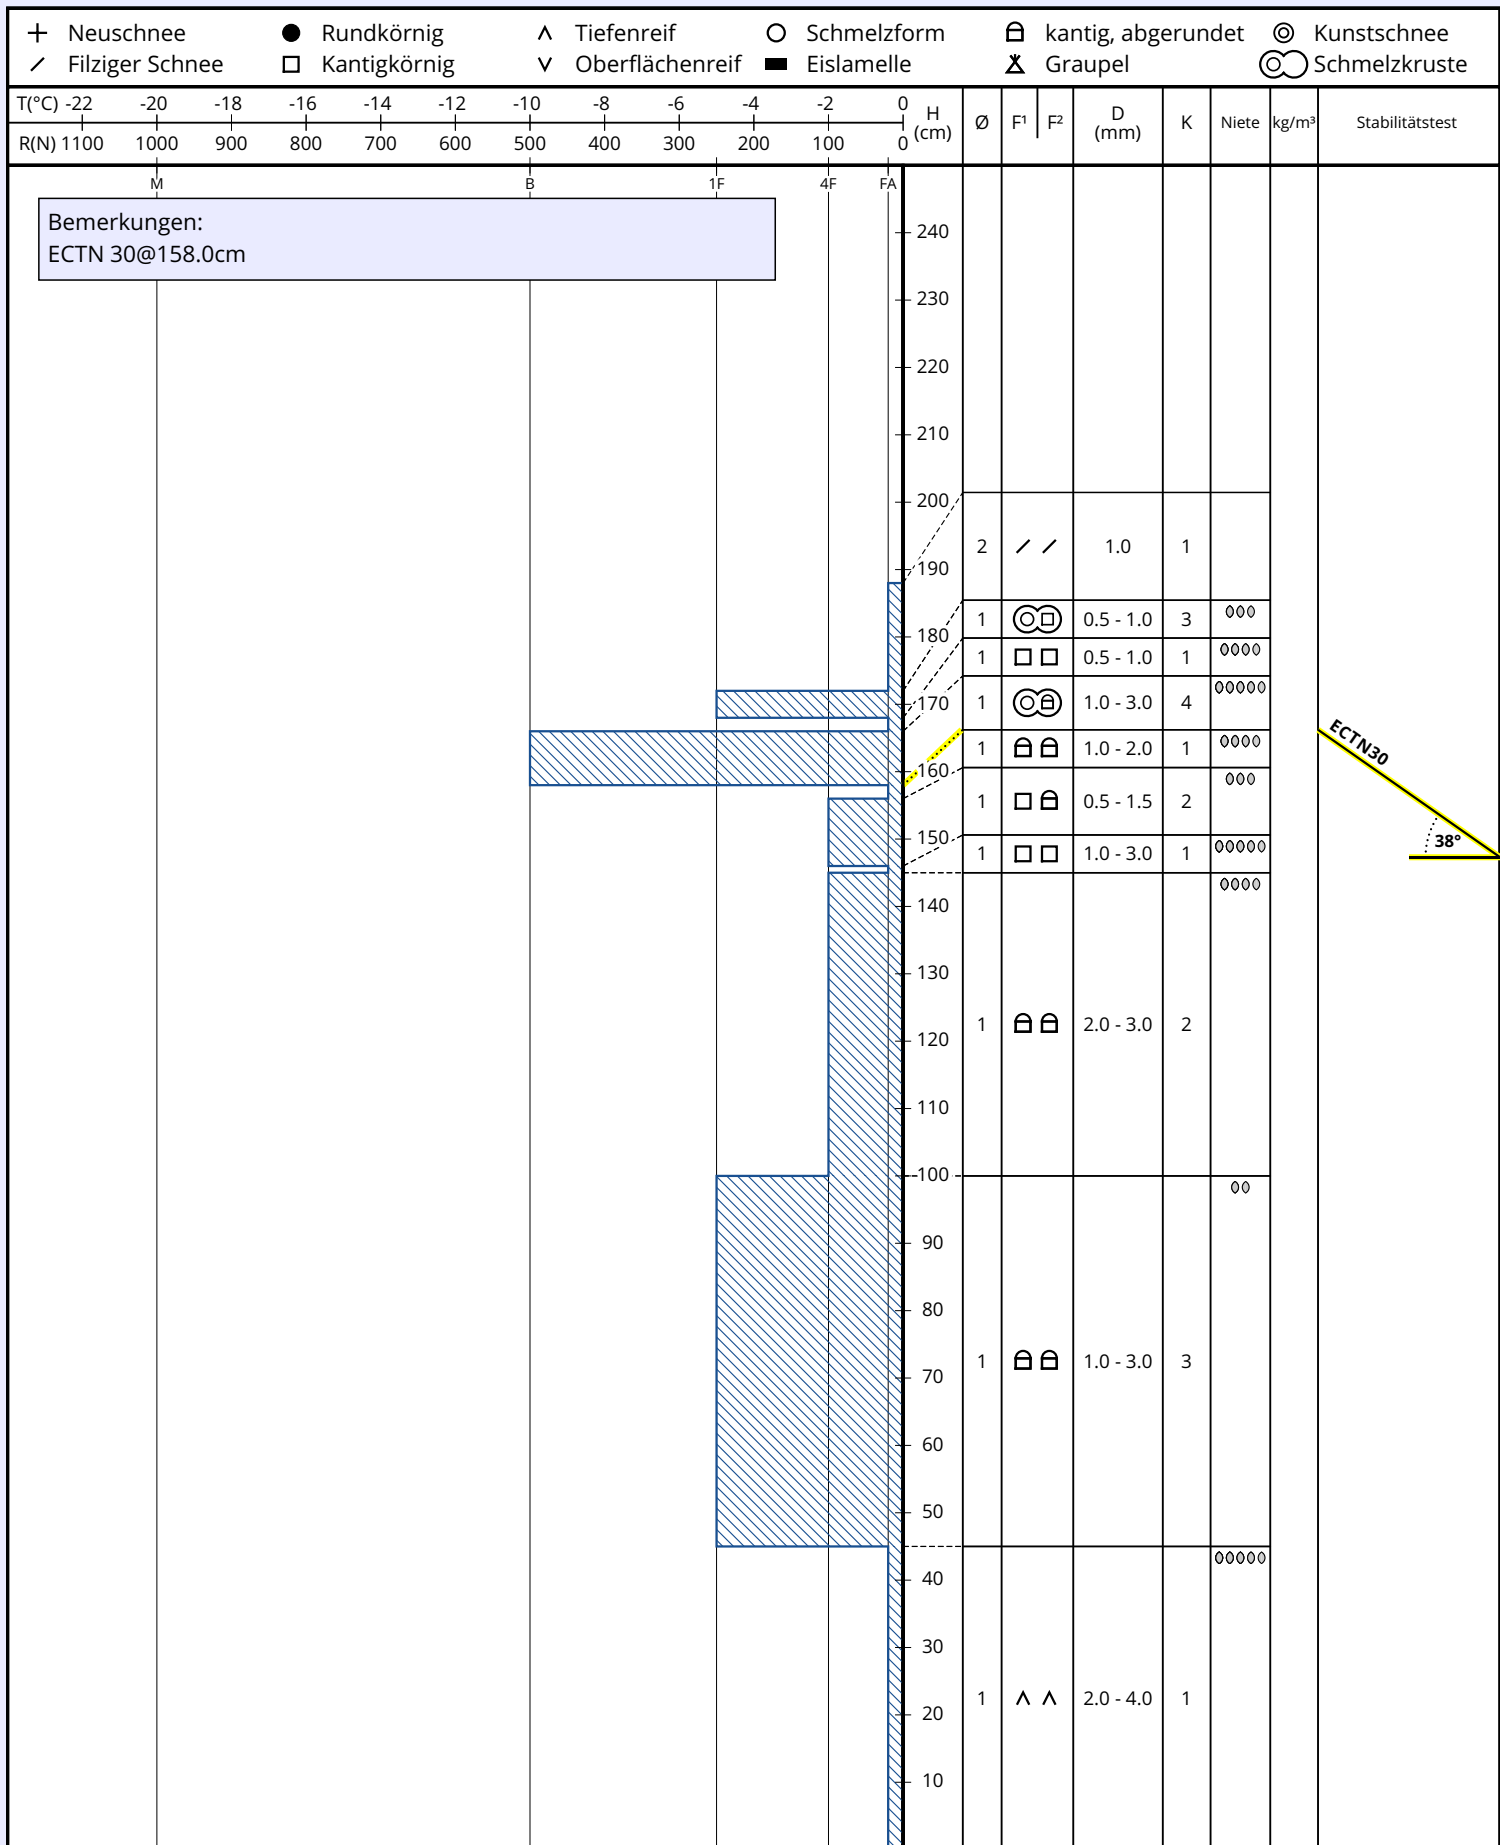 Neuschnee Rundkörnig Tiefenreif Schmelzform kantig, abgerundet Kunstschnee
Filziger Schnee Kantigkörnig Oberflächenreif Eislamelle Graupel Schmelzkruste
T(°C) -22 -20 -18 -16 -14 -12 -10 -8 -6 -4 -2 0
R(N) 1100 1000 900 800 700 600 500 400 300 200 100 0
H (cm) Ø F¹ F² D (mm) K Niete kg/m³ Stabilitätstest
M B 1F 4F FA
Bemerkungen:
ECTN 30@158.0cm
240
230
220
210
200
190
180
170
160
150
140
130
120
110
100
90
80
70
60
50
40
30
20
10
2 1.0 1
1 0.5 - 1.0 3
1 0.5 - 1.0 1
1 1.0 - 3.0 4
1 1.0 - 2.0 1
1 0.5 - 1.5 2
1 1.0 - 3.0 1
1 2.0 - 3.0 2
1 1.0 - 3.0 3
1 2.0 - 4.0 1
ECTN30
38°